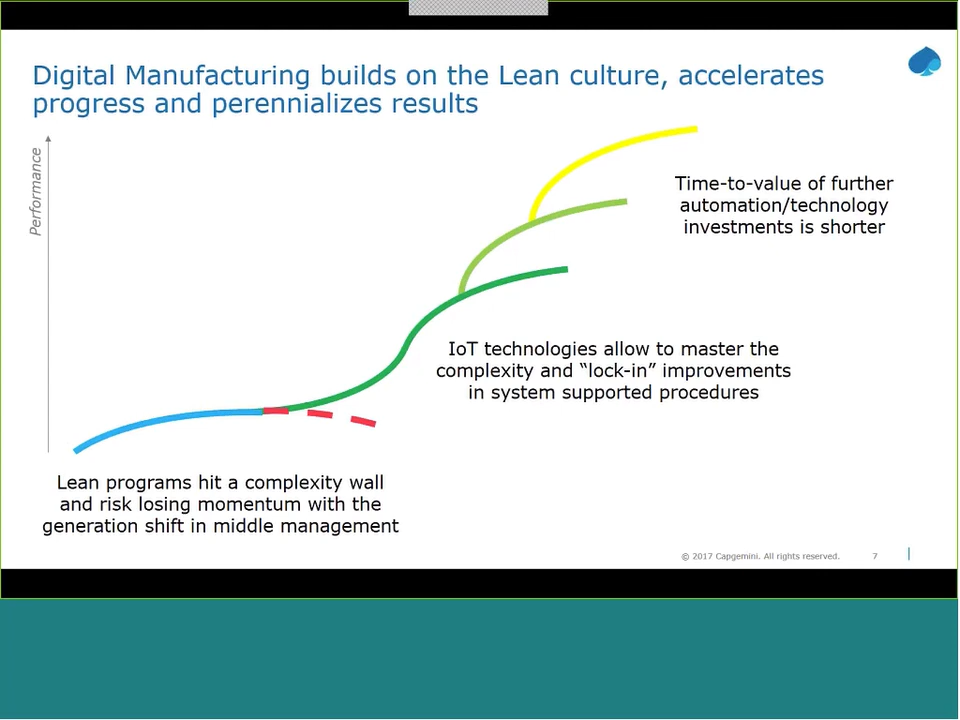 Digital Manufacturing builds on the Lean culture, accelerates
progress and perennializes results
Performance
Time-to-value of further
automation/technology
investments is shorter
IoT technologies allow to master the
complexity and “lock-in” improvements
in system supported procedures
Lean programs hit a complexity wall
and risk losing momentum with the
generation shift in middle management
© 2017 Capgemini. All rights reserved.
7